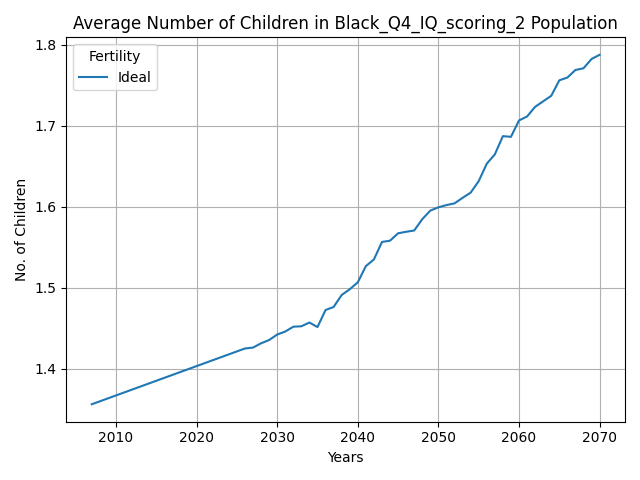 Average Number of Children in Black_Q4_IQ_scoring_2 Population
Fertility
Ideal
No. of Children
1.8
1.7
1.6
1.5
1.4
2010 2020 2030 2040 2050 2060 2070
Years